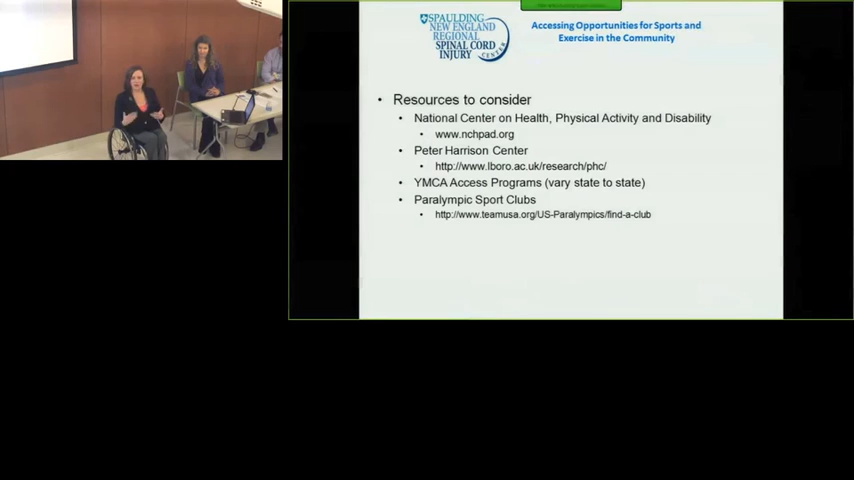 SPAULDING
NEW ENGLAND
REGIONAL
SPINAL CORD
INJURY
CENTER
Accessing Opportunities for Sports and
Exercise in the Community
• Resources to consider
• National Center on Health, Physical Activity and Disability
• www.nchpad.org
• Peter Harrison Center
• http://www.lboro.ac.uk/research/phc/
• YMCA Access Programs (vary state to state)
• Paralympic Sport Clubs
• http://www.teamusa.org/US-Paralympics/find-a-club